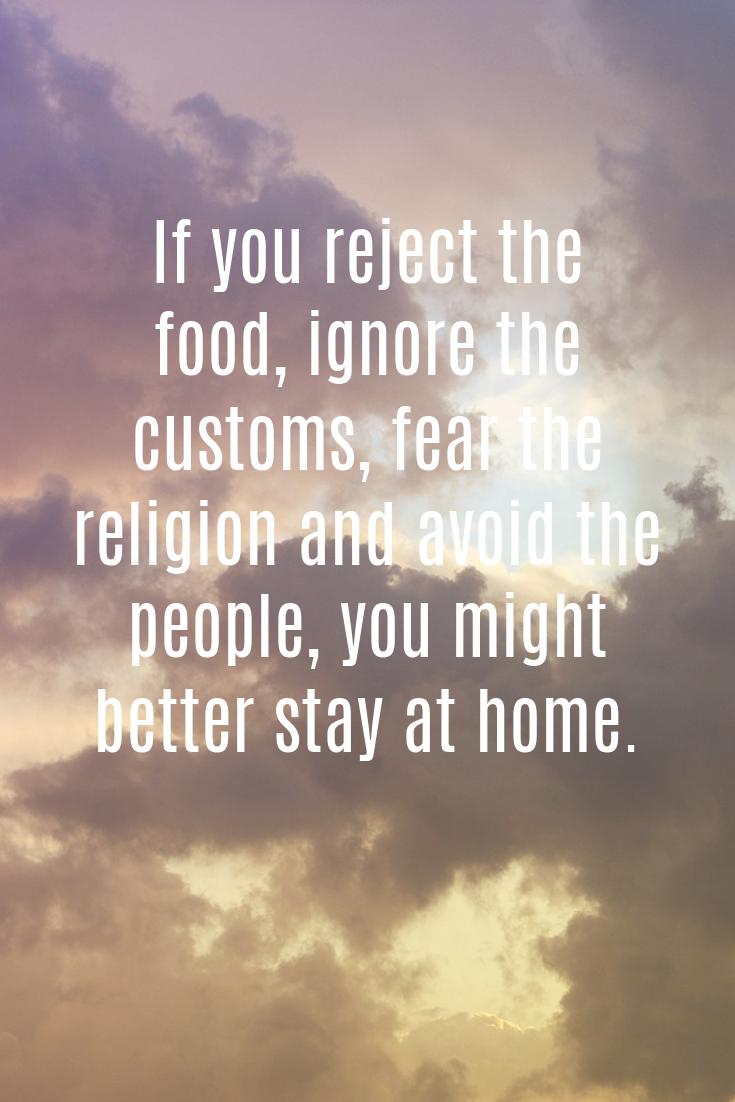 If you reject the
food, ignore the
customs, fear the
religion and avoid the
people, you might
better stay at home.